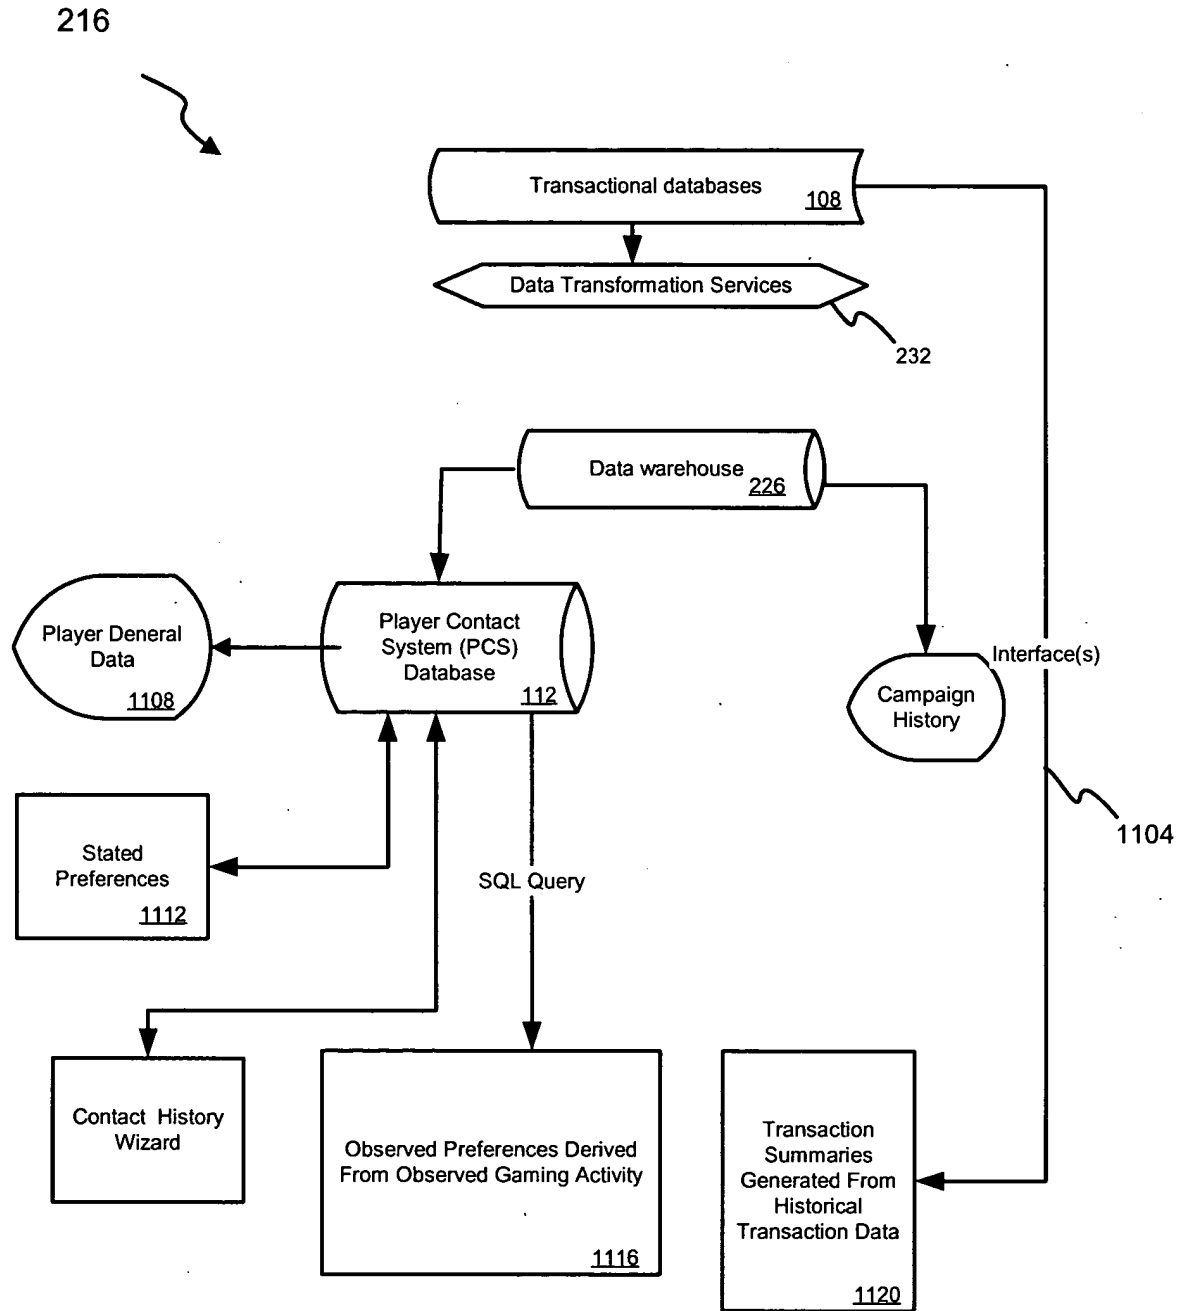 216
Transactional databases
108
Data Transformation Services
232
Data warehouse
226
Player Deneral
Data
1108
Player Contact
System (PCS)
Database
112
Interface(s)
Campaign
History
1104
Stated
Preferences
1112
SQL Query
Contact History
Wizard
Observed Preferences Derived
From Observed Gaming Activity
1116
Transaction
Summaries
Generated From
Historical
Transaction Data
1120